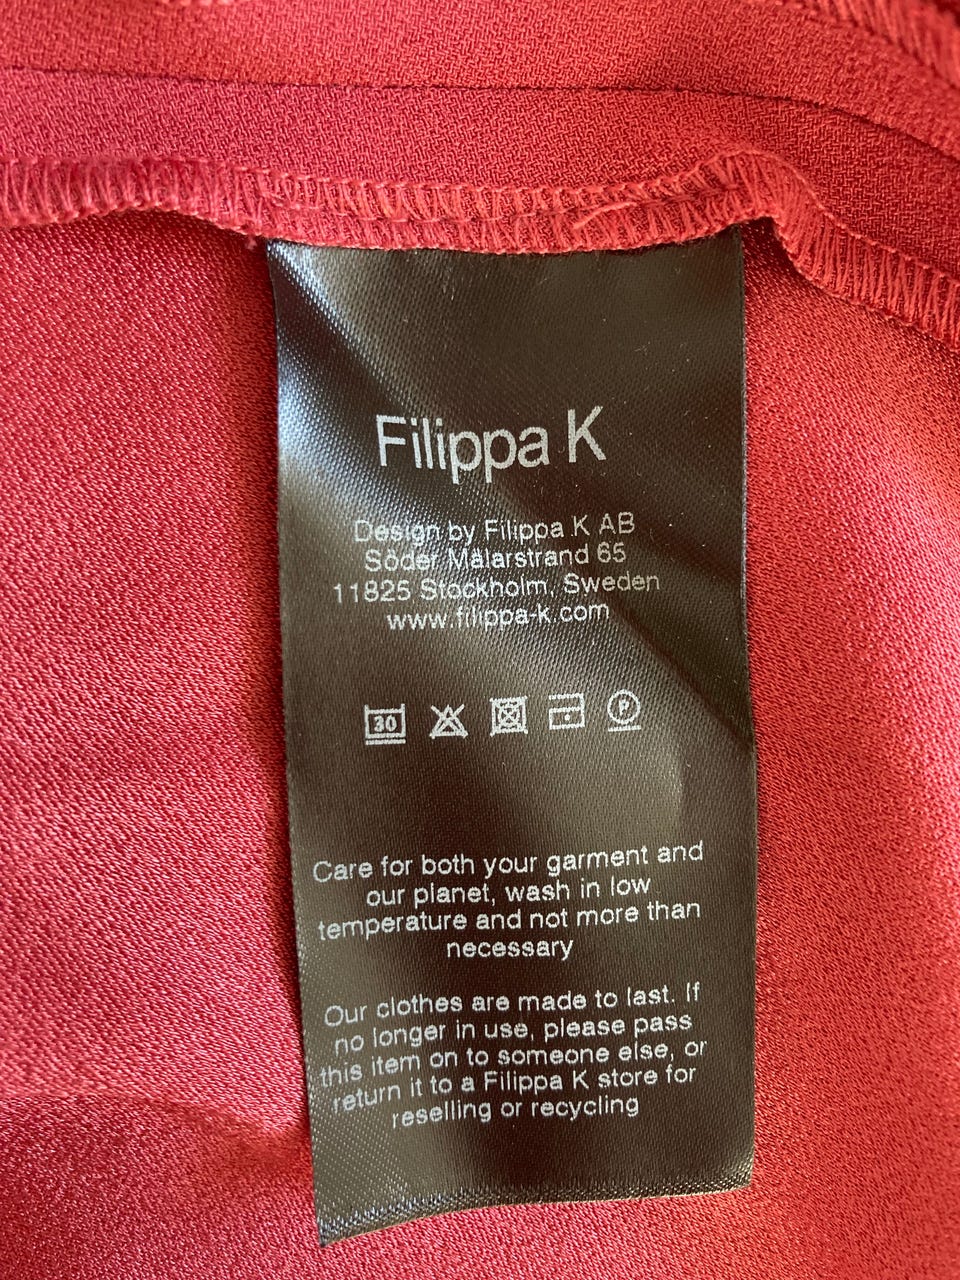 Filippa K
Design by Filippa K AB
Söder Mälarstrand 65
11825 Stockholm, Sweden
www.filippa-k.com
30 P
Care for both your garment and
our planet, wash in low
temperature and not more than
necessary
Our clothes are made to last. If
no longer in use, please pass
this item on to someone else, or
return it to a Filippa K store for
reselling or recycling